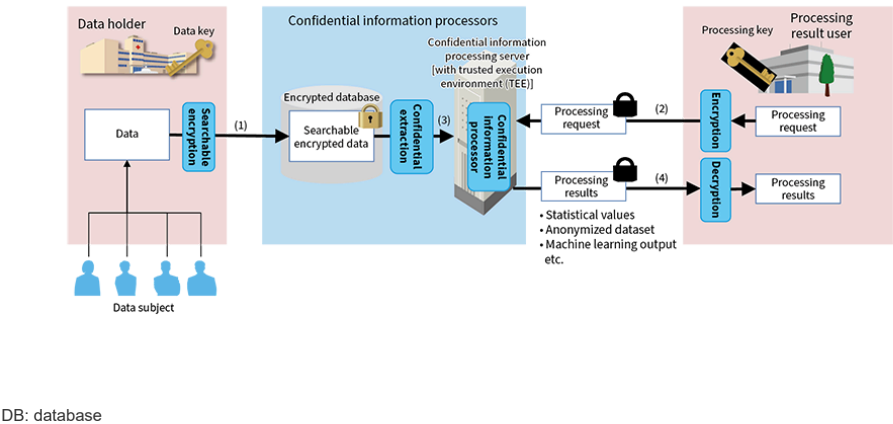 Data holder
Data key
Data
Searchable
encryption
Data subject
(1)
Confidential information processors
Encrypted database
Searchable
encrypted data
Confidential
extraction
(3)
Confidential information
processing server
[with trusted execution
environment (TEE)]
Confidential
information
processor
Processing
request
(2)
Processing
results
(4)
• Statistical values
• Anonymized dataset
• Machine learning output
etc.
Processing
result user
Processing key
Encryption
Processing
request
Decryption
Processing
results
DB: database